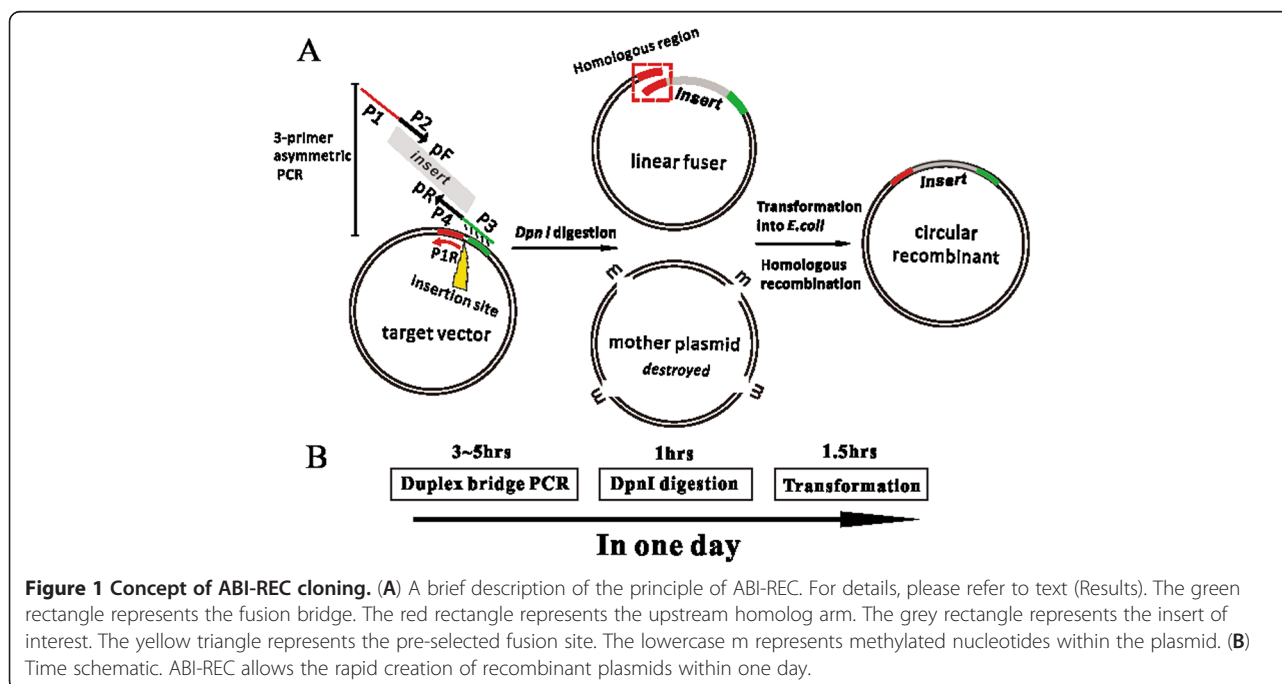 A
3-primer
asymmetric
PCR
P1
P2
pF
insert
pR
P4
P3
P1R
insertion site
target vector
Dpn I digestion
Homologous region
Insert
linear fuser
m
m
mother plasmid
destroyed
m
m
Transformation
into E.coli
Homologous
recombination
Insert
circular
recombinant
B
3~5hrs
1hrs
1.5hrs
Duplex bridge PCR
DpnI digestion
Transformation
In one day
Figure 1 Concept of ABI-REC cloning. (A) A brief description of the principle of ABI-REC. For details, please refer to text (Results). The green
rectangle represents the fusion bridge. The red rectangle represents the upstream homolog arm. The grey rectangle represents the insert of
interest. The yellow triangle represents the pre-selected fusion site. The lowercase m represents methylated nucleotides within the plasmid. (B)
Time schematic. ABI-REC allows the rapid creation of recombinant plasmids within one day.